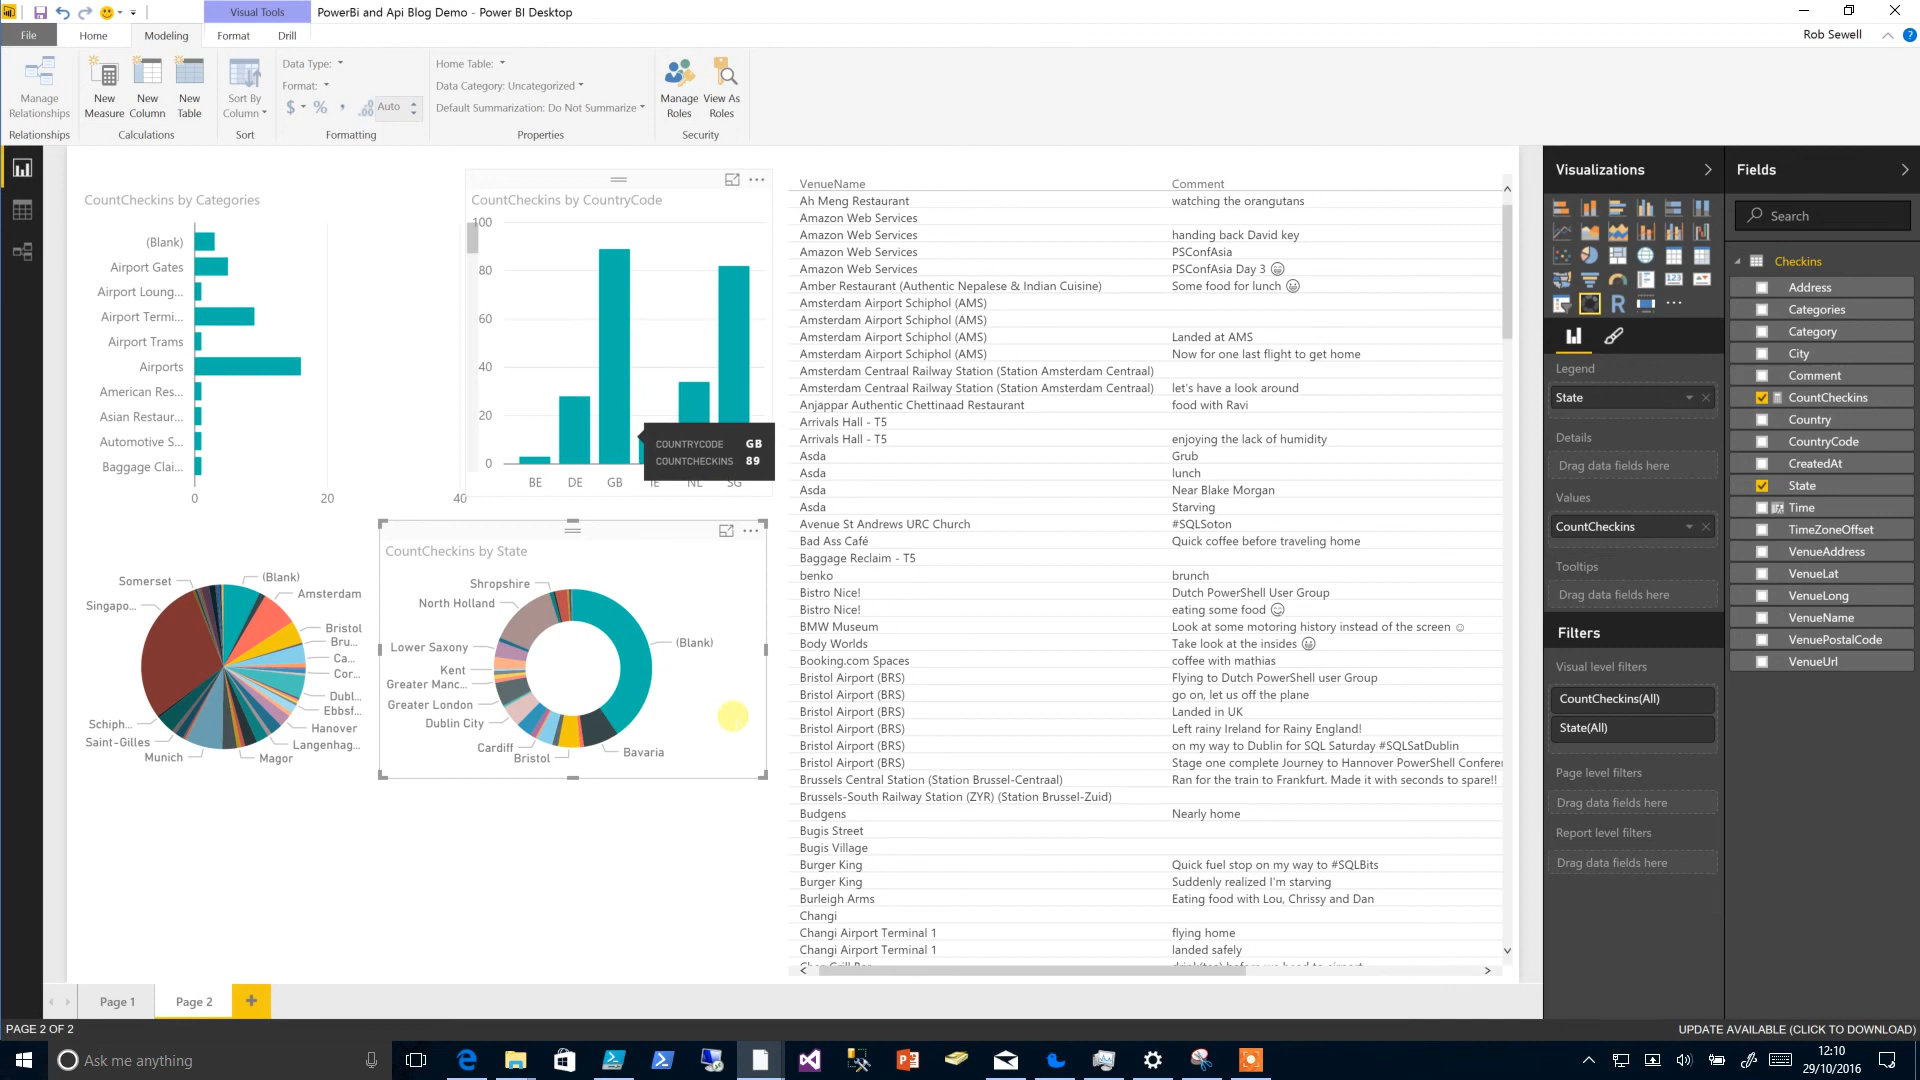 Visual Tools
PowerBi and Api Blog Demo - Power BI Desktop
File
Home
Modeling
Format
Drill
Rob Sewell
Manage Relationships
New Measure
New Column
New Table
Sort By Column
Data Type:
Format:
$ % , Auto
Home Table:
Data Category: Uncategorized
Default Summarization: Do Not Summarize
Manage Roles
View As Roles
Relationships
Calculations
Sort
Formatting
Properties
Security
CountCheckins by Categories
(Blank)
Airport Gates
Airport Loung...
Airport Termi...
Airport Trams
Airports
American Res...
Asian Restaur...
Automotive S...
Baggage Clai...
0 20 40
CountCheckins by CountryCode
100
80
60
40
20
0
BE DE GB IE NL SG
COUNTRYCODE GB
COUNTCHECKINS 89
Somerset
Singapo...
Schiph...
Saint-Gilles
Munich
(Blank)
Amsterdam
Bristol
Bru...
Ca...
Cor...
Dubl...
Ebbsf...
Hanover
Langenhag...
Magor
CountCheckins by State
Shropshire
North Holland
Lower Saxony
Kent
Greater Manc...
Greater London
Dublin City
Cardiff
Bristol
Bavaria
(Blank)
VenueName Comment
Ah Meng Restaurant watching the orangutans
Amazon Web Services
Amazon Web Services handing back David key
Amazon Web Services PSConfAsia
Amazon Web Services PSConfAsia Day 3 😀
Amber Restaurant (Authentic Nepalese & Indian Cuisine) Some food for lunch 😀
Amsterdam Airport Schiphol (AMS)
Amsterdam Airport Schiphol (AMS)
Amsterdam Airport Schiphol (AMS) Landed at AMS
Amsterdam Airport Schiphol (AMS) Now for one last flight to get home
Amsterdam Centraal Railway Station (Station Amsterdam Centraal)
Amsterdam Centraal Railway Station (Station Amsterdam Centraal) let's have a look around
Anjappar Authentic Chettinaad Restaurant food with Ravi
Arrivals Hall - T5
Arrivals Hall - T5 enjoying the lack of humidity
Asda Grub
Asda lunch
Asda Near Blake Morgan
Asda Starving
Avenue St Andrews URC Church #SQLSoton
Bad Ass Café Quick coffee before traveling home
Baggage Reclaim - T5
benko brunch
Bistro Nice! Dutch PowerShell User Group
Bistro Nice! eating some food 😋
BMW Museum Look at some motoring history instead of the screen ☺
Body Worlds Take look at the insides 😀
Booking.com Spaces coffee with mathias
Bristol Airport (BRS) Flying to Dutch PowerShell user Group
Bristol Airport (BRS) go on, let us off the plane
Bristol Airport (BRS) Landed in UK
Bristol Airport (BRS) Left rainy Ireland for Rainy England!
Bristol Airport (BRS) on my way to Dublin for SQL Saturday #SQLSatDublin
Bristol Airport (BRS) Stage one complete Journey to Hannover PowerShell Conferen
Brussels Central Station (Station Brussel-Centraal) Ran for the train to Frankfurt. Made it with seconds to spare!!
Brussels-South Railway Station (ZYR) (Station Brussel-Zuid)
Budgens Nearly home
Bugis Street
Bugis Village
Burger King Quick fuel stop on my way to #SQLBits
Burger King Suddenly realized I'm starving
Burleigh Arms Eating food with Lou, Chrissy and Dan
Changi
Changi Airport Terminal 1 flying home
Changi Airport Terminal 1 landed safely
Visualizations
Legend
State
Details
Drag data fields here
Values
CountCheckins
Tooltips
Drag data fields here
Filters
Visual level filters
CountCheckins(All)
State(All)
Page level filters
Drag data fields here
Report level filters
Drag data fields here
Fields
Search
Checkins
Address
Categories
Category
City
Comment
CountCheckins
Country
CountryCode
CreatedAt
State
Time
TimeZoneOffset
VenueAddress
VenueLat
VenueLong
VenueName
VenuePostalCode
VenueUrl
Page 1
Page 2
PAGE 2 OF 2
UPDATE AVAILABLE (CLICK TO DOWNLOAD)
Ask me anything
12:10
29/10/2016